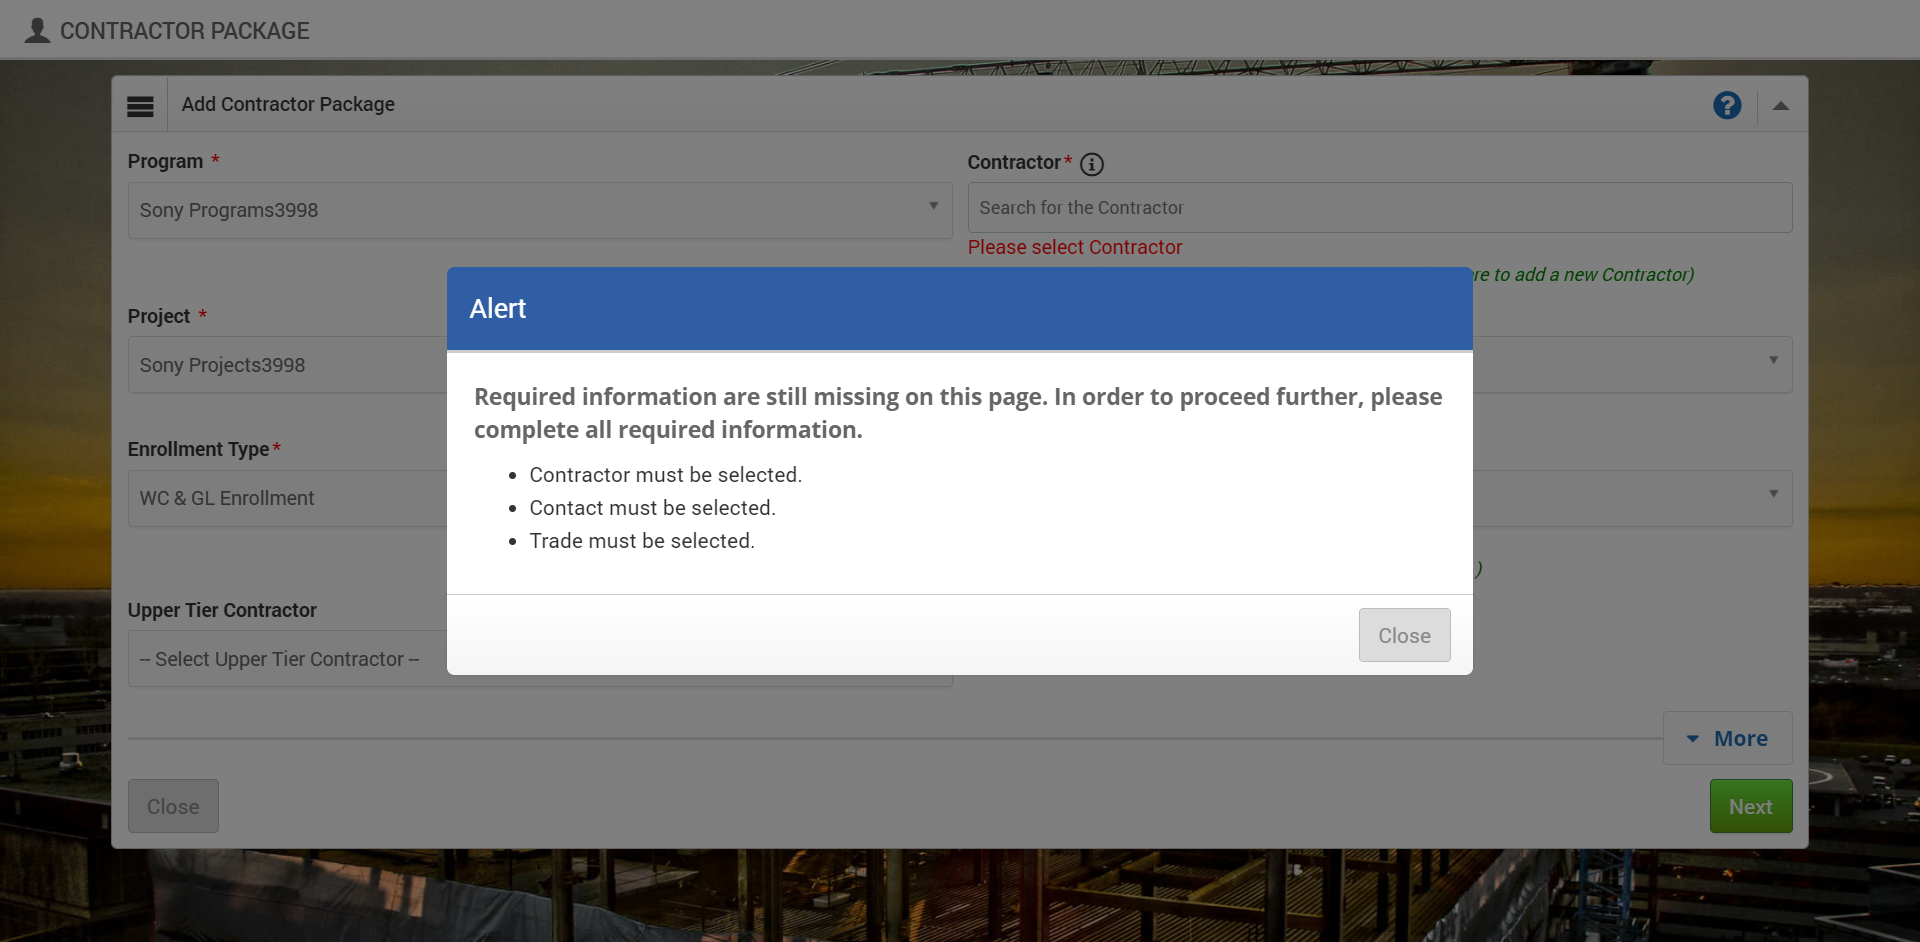 CONTRACTOR PACKAGE
Add Contractor Package
Program *
Contractor *
Sony Programs3998
Search for the Contractor
Please select Contractor
to add a new Contractor)
Alert
Project *
Sony Projects3998
Required information are still missing on this page. In order to proceed further, please
complete all required information.
Enrollment Type *
• Contractor must be selected.
WC & GL Enrollment
• Contact must be selected.
• Trade must be selected.
)
Upper Tier Contractor
Close
-- Select Upper Tier Contractor --
More
Close
Next